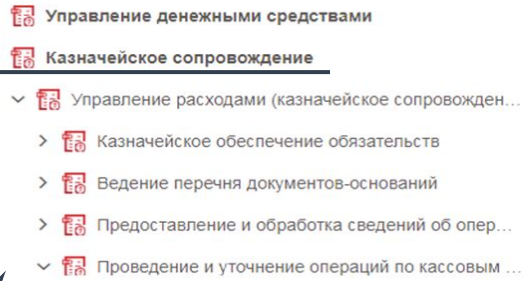 Управление денежными средствами
Казначейское сопровождение
Управление расходами (казначейское сопровожден...
Казначейское обеспечение обязательств
Ведение перечня документов-оснований
Предоставление и обработка сведений об опер...
Проведение и уточнение операций по кассовым ...